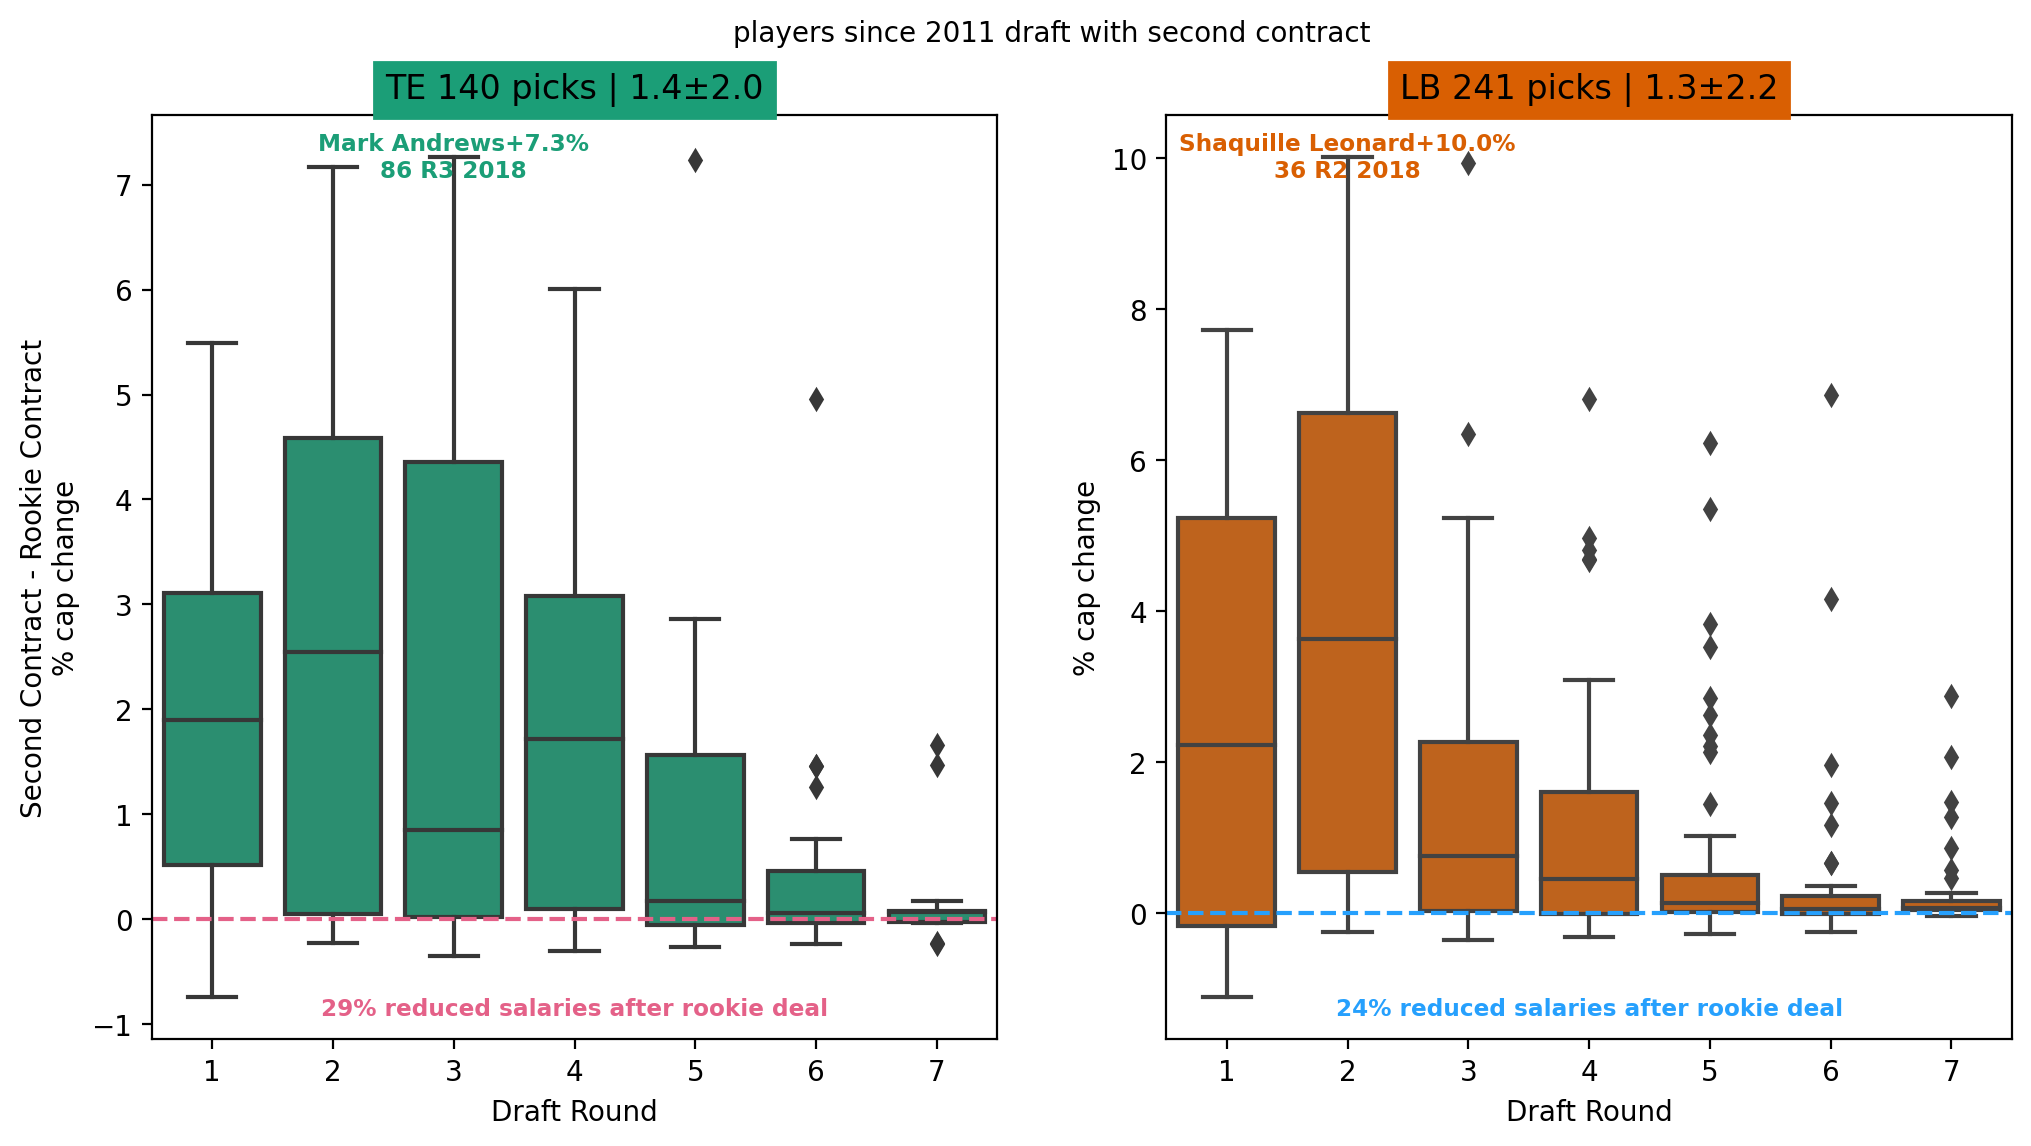 players since 2011 draft with second contract
TE 140 picks | 1.4±2.0
Mark Andrews+7.3%
86 R3 2018
Second Contract - Rookie Contract
% cap change
7
6
5
4
3
2
1
0
−1
29% reduced salaries after rookie deal
1 2 3 4 5 6 7
Draft Round
LB 241 picks | 1.3±2.2
Shaquille Leonard+10.0%
36 R2 2018
% cap change
10
8
6
4
2
0
24% reduced salaries after rookie deal
1 2 3 4 5 6 7
Draft Round